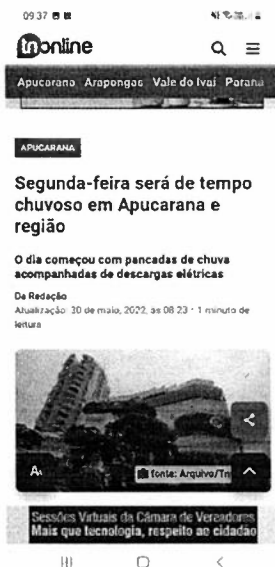 09:37
tnonline
Apucarana Arapongas Vale do Ivaí Paraná
APUCARANA
Segunda-feira será de tempo
chuvoso em Apucarana e
região
O dia começou com pancadas de chuva
acompanhadas de descargas elétricas
Da Redação
Atualização: 30 de maio, 2022, às 08:23 · 1 minuto de
leitura
A
fonte: Arquivo/Tn
Sessões Virtuais da Câmara de Vereadores
Mais que tecnologia, respeito ao cidadão